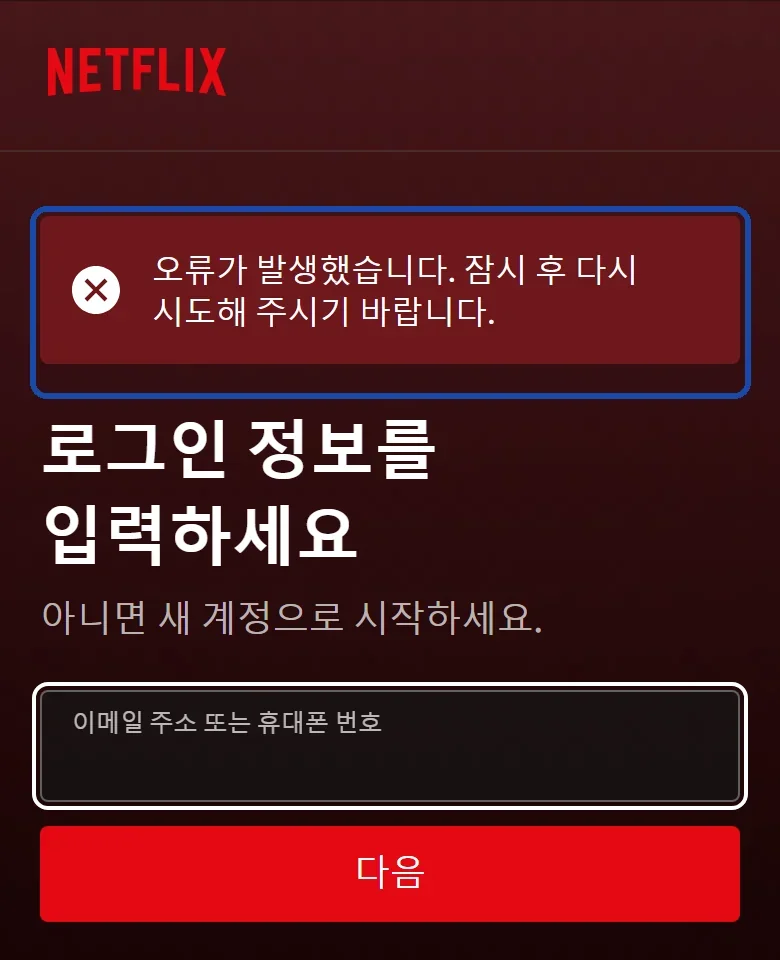 NETFLIX
오류가 발생했습니다. 잠시 후 다시
시도해 주시기 바랍니다.
로그인 정보를
입력하세요
아니면 새 계정으로 시작하세요.
이메일 주소 또는 휴대폰 번호
다음